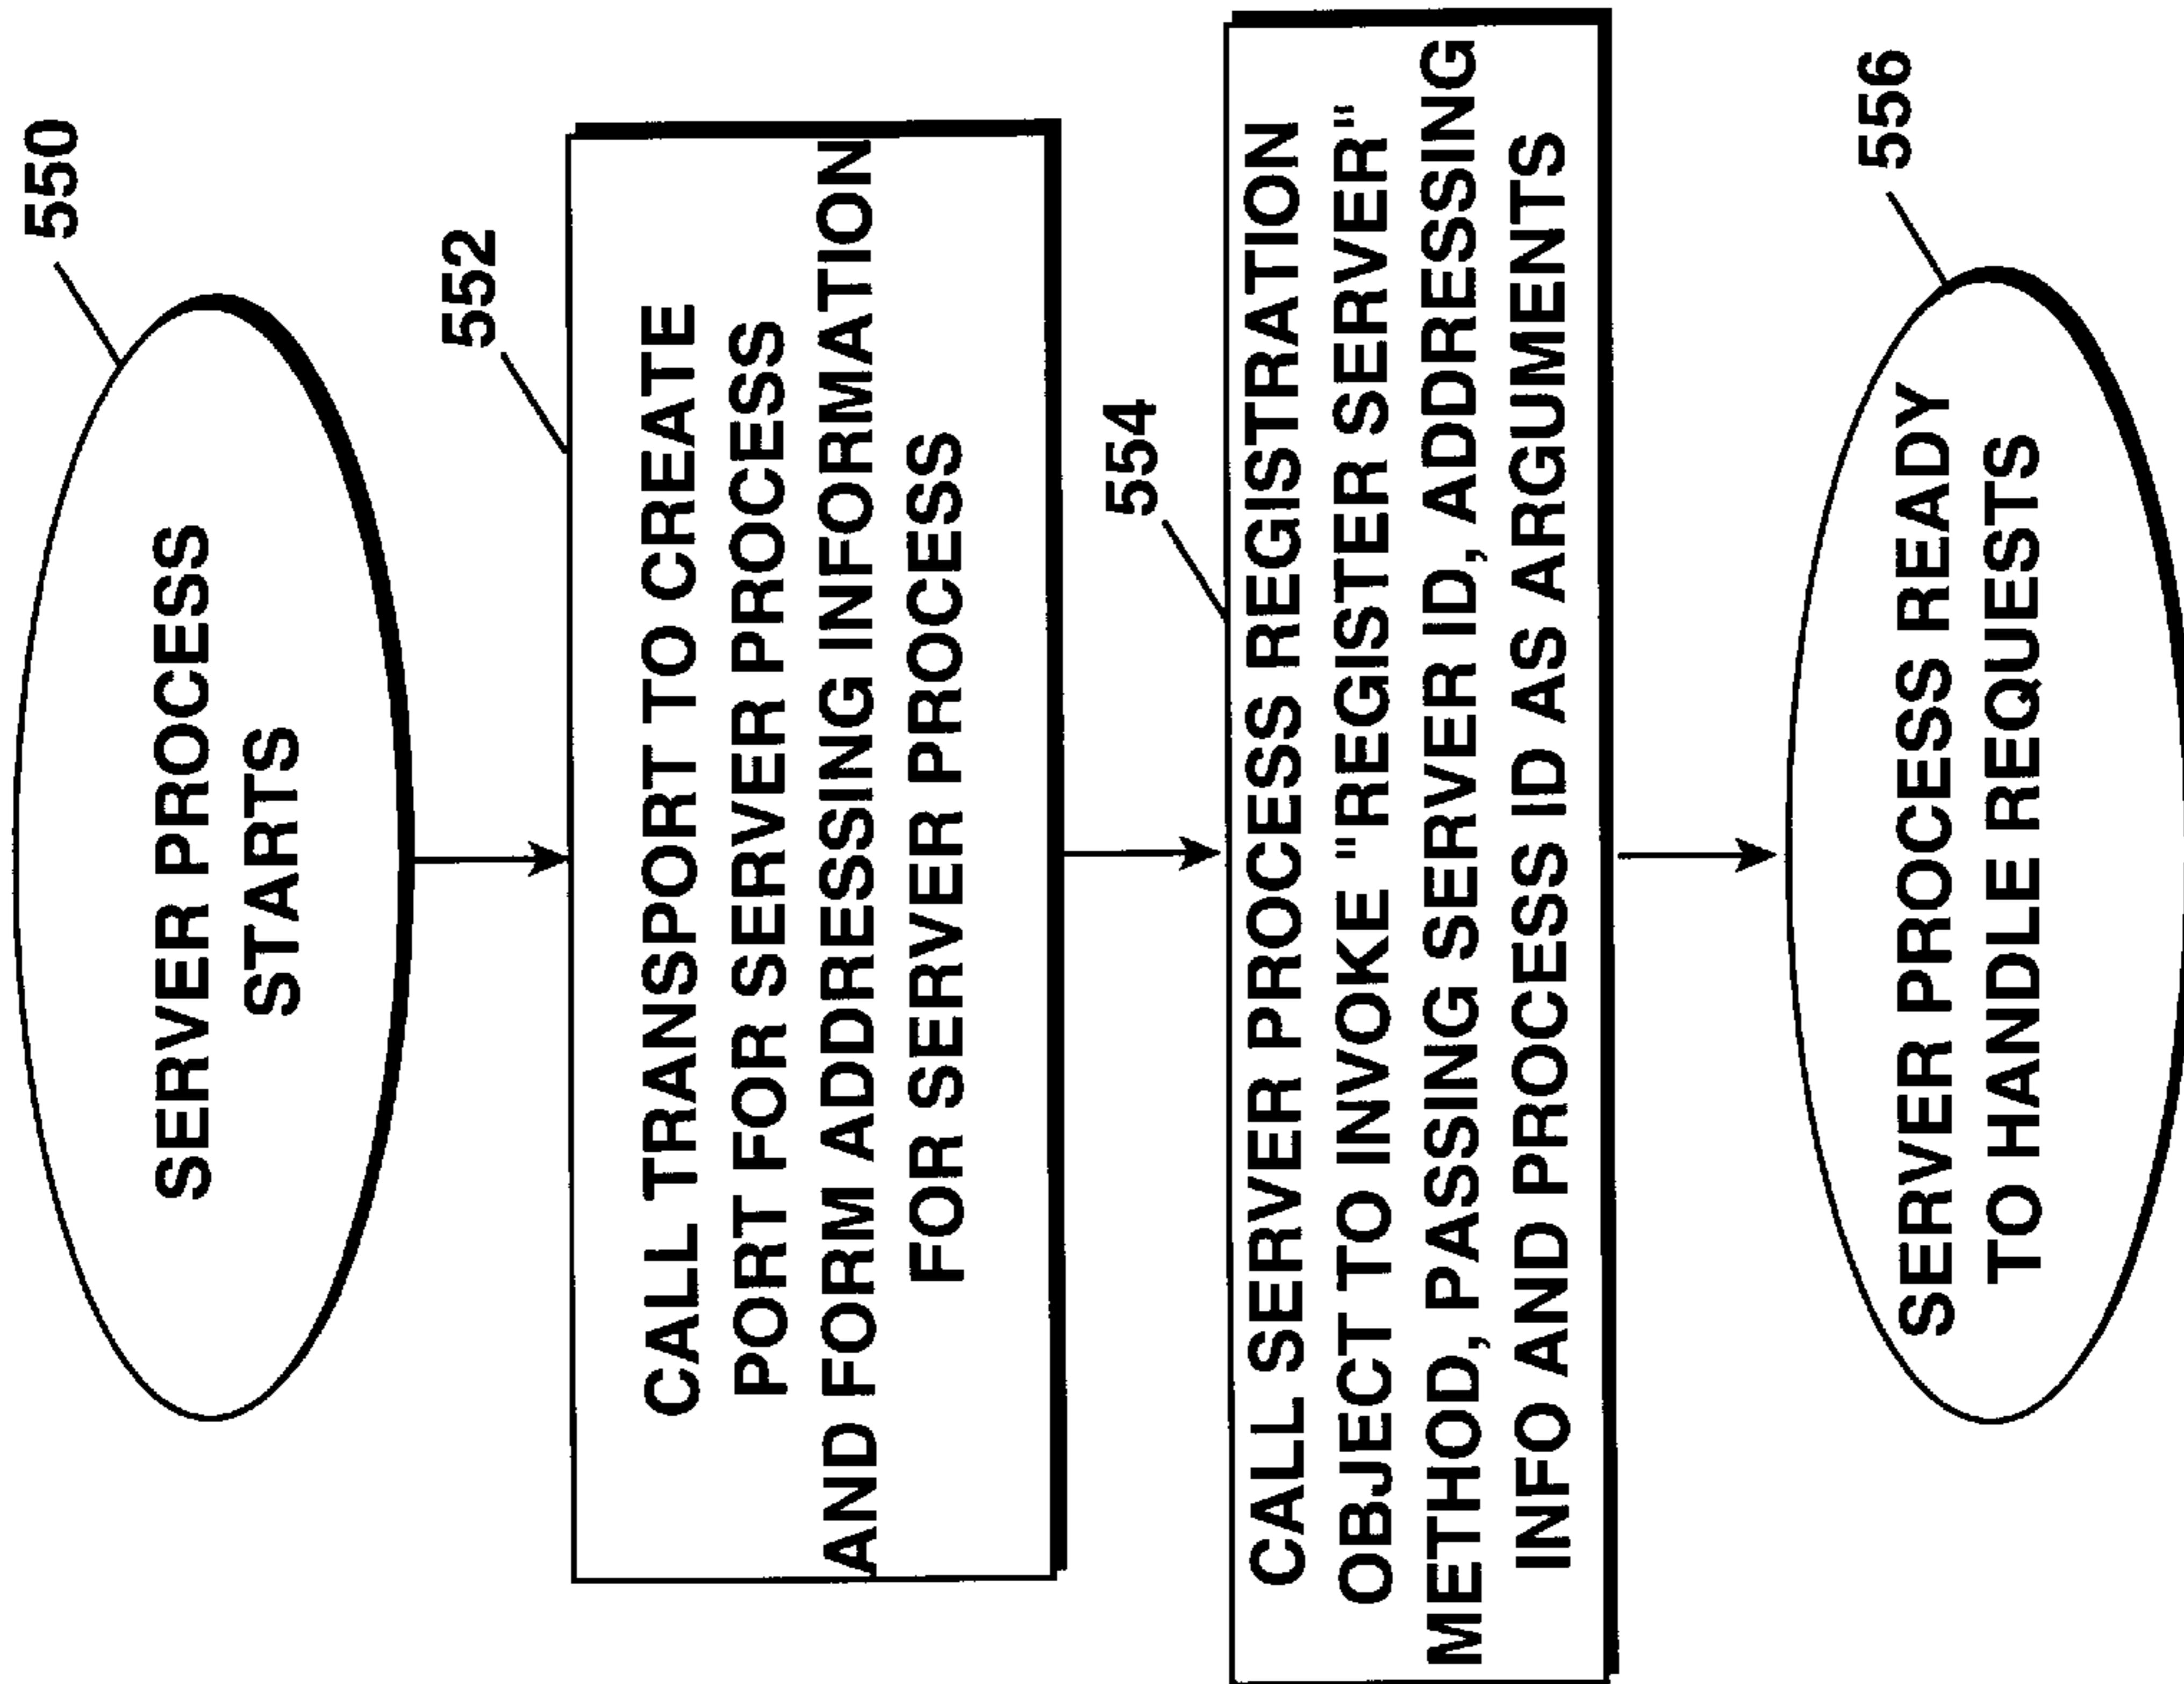 550
SERVER PROCESS
STARTS
552
CALL TRANSPORT TO CREATE
PORT FOR SERVER PROCESS
AND FORM ADDRESSING INFORMATION
FOR SERVER PROCESS
554
CALL SERVER PROCESS REGISTRATION
OBJECT TO INVOKE "REGISTER SERVER"
METHOD, PASSING SERVER ID, ADDRESSING
INFO AND PROCESS ID AS ARGUMENTS
556
SERVER PROCESS READY
TO HANDLE REQUESTS